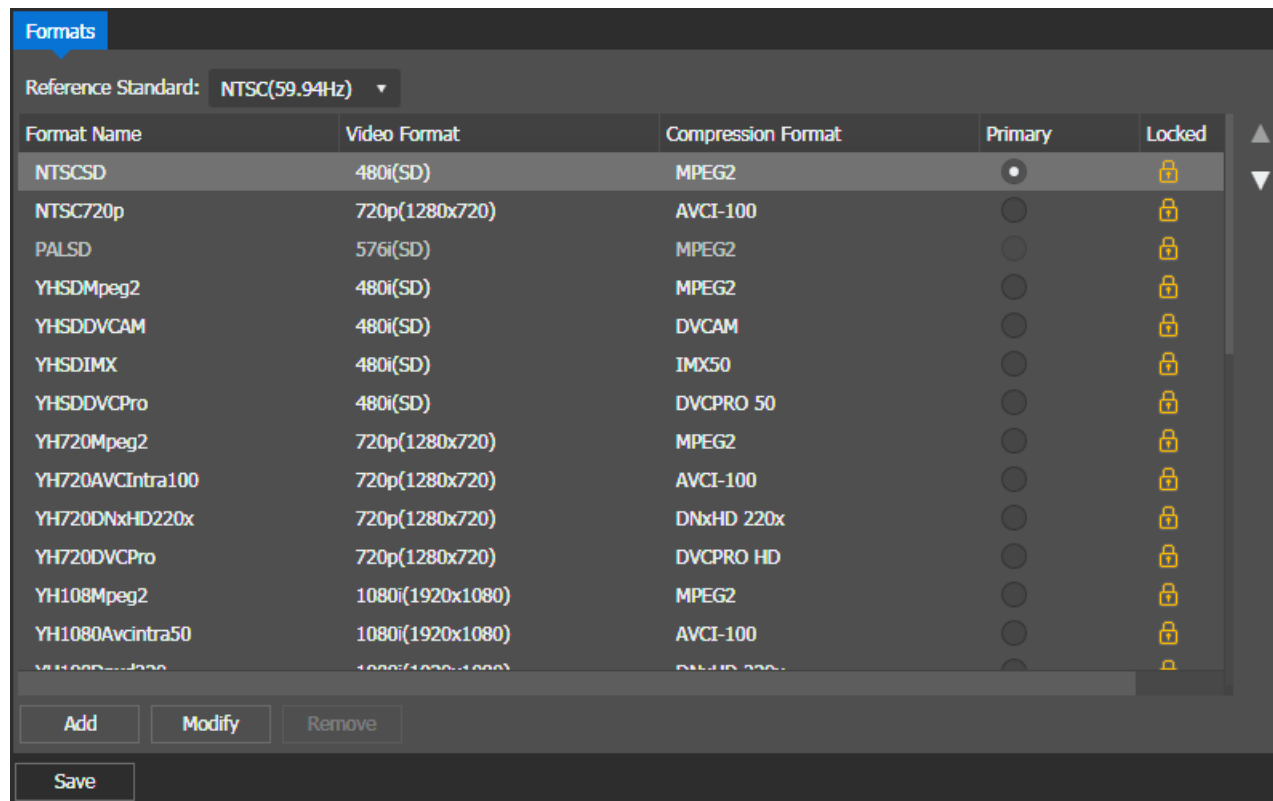 Formats
Reference Standard: NTSC(59.94Hz)
Format Name Video Format Compression Format Primary Locked
NTSCSD 480i(SD) MPEG2
NTSC720p 720p(1280x720) AVCI-100
PALSD 576i(SD) MPEG2
YHSDMpeg2 480i(SD) MPEG2
YHSDDVCAM 480i(SD) DVCAM
YHSDIMX 480i(SD) IMX50
YHSDDVCPro 480i(SD) DVCPRO 50
YH720Mpeg2 720p(1280x720) MPEG2
YH720AVCIntra100 720p(1280x720) AVCI-100
YH720DNxHD220x 720p(1280x720) DNxHD 220x
YH720DVCPro 720p(1280x720) DVCPRO HD
YH108Mpeg2 1080i(1920x1080) MPEG2
YH1080Avcintra50 1080i(1920x1080) AVCI-100
1080i(1920x1080) DNxHD 220x
Add Modify Remove
Save